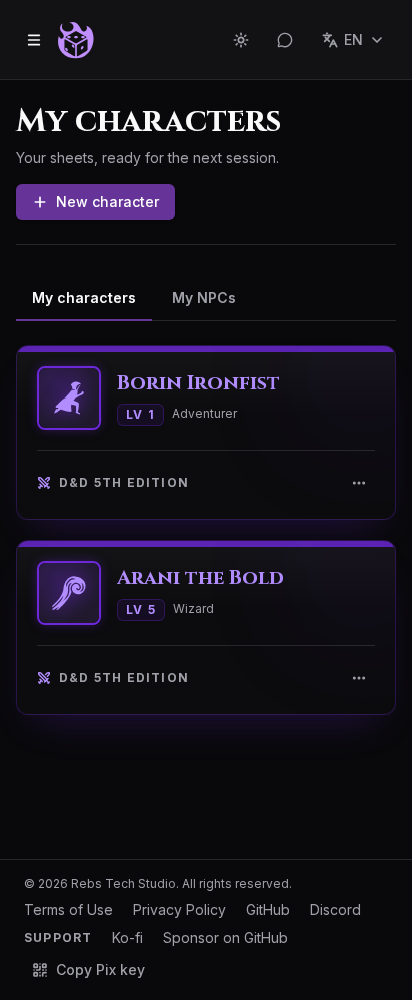 EN
My characters
Your sheets, ready for the next session.
New character
My characters
My NPCs
Borin Ironfist
LV 1
Adventurer
D&D 5TH EDITION
Arani the Bold
LV 5
Wizard
D&D 5TH EDITION
© 2026 Rebs Tech Studio. All rights reserved.
Terms of Use
Privacy Policy
GitHub
Discord
SUPPORT
Ko-fi
Sponsor on GitHub
Copy Pix key